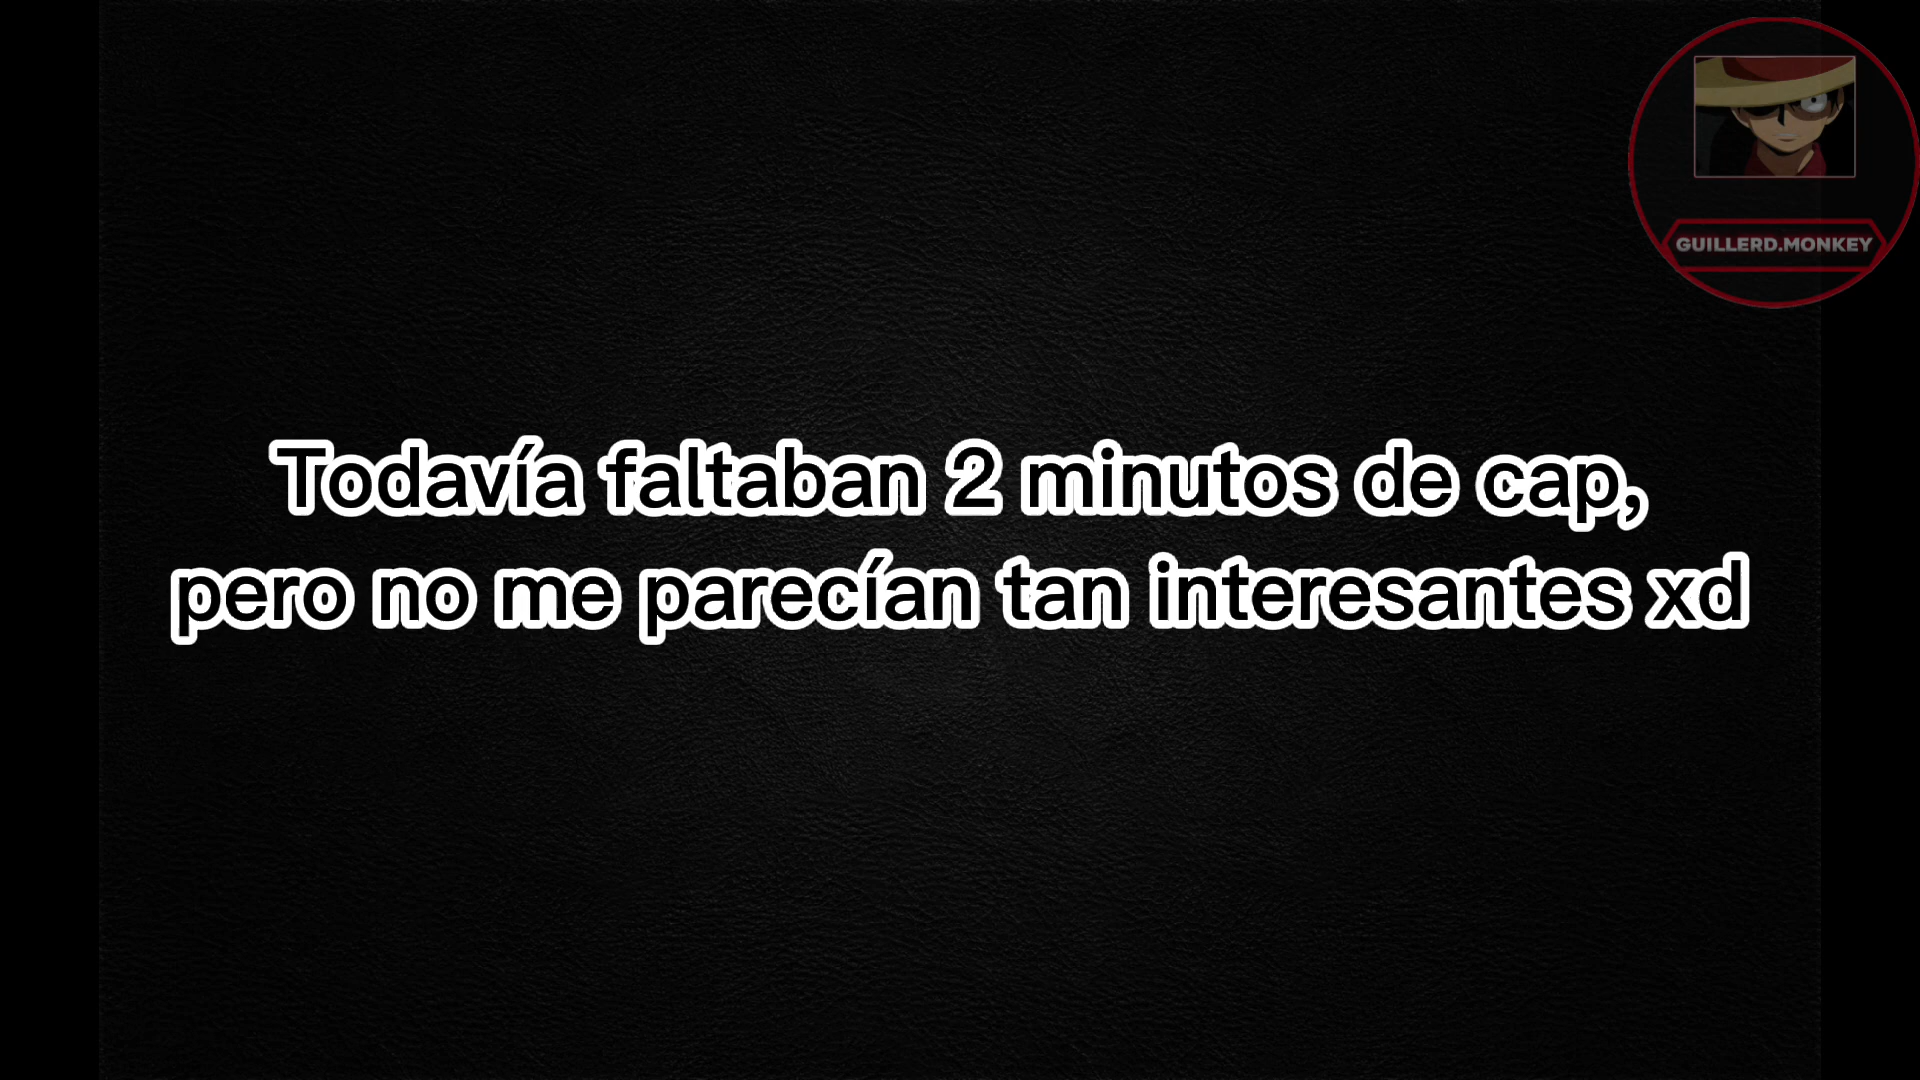 GUILLERD.MONKEY
Todavía faltaban 2 minutos de cap,
pero no me parecían tan interesantes xd